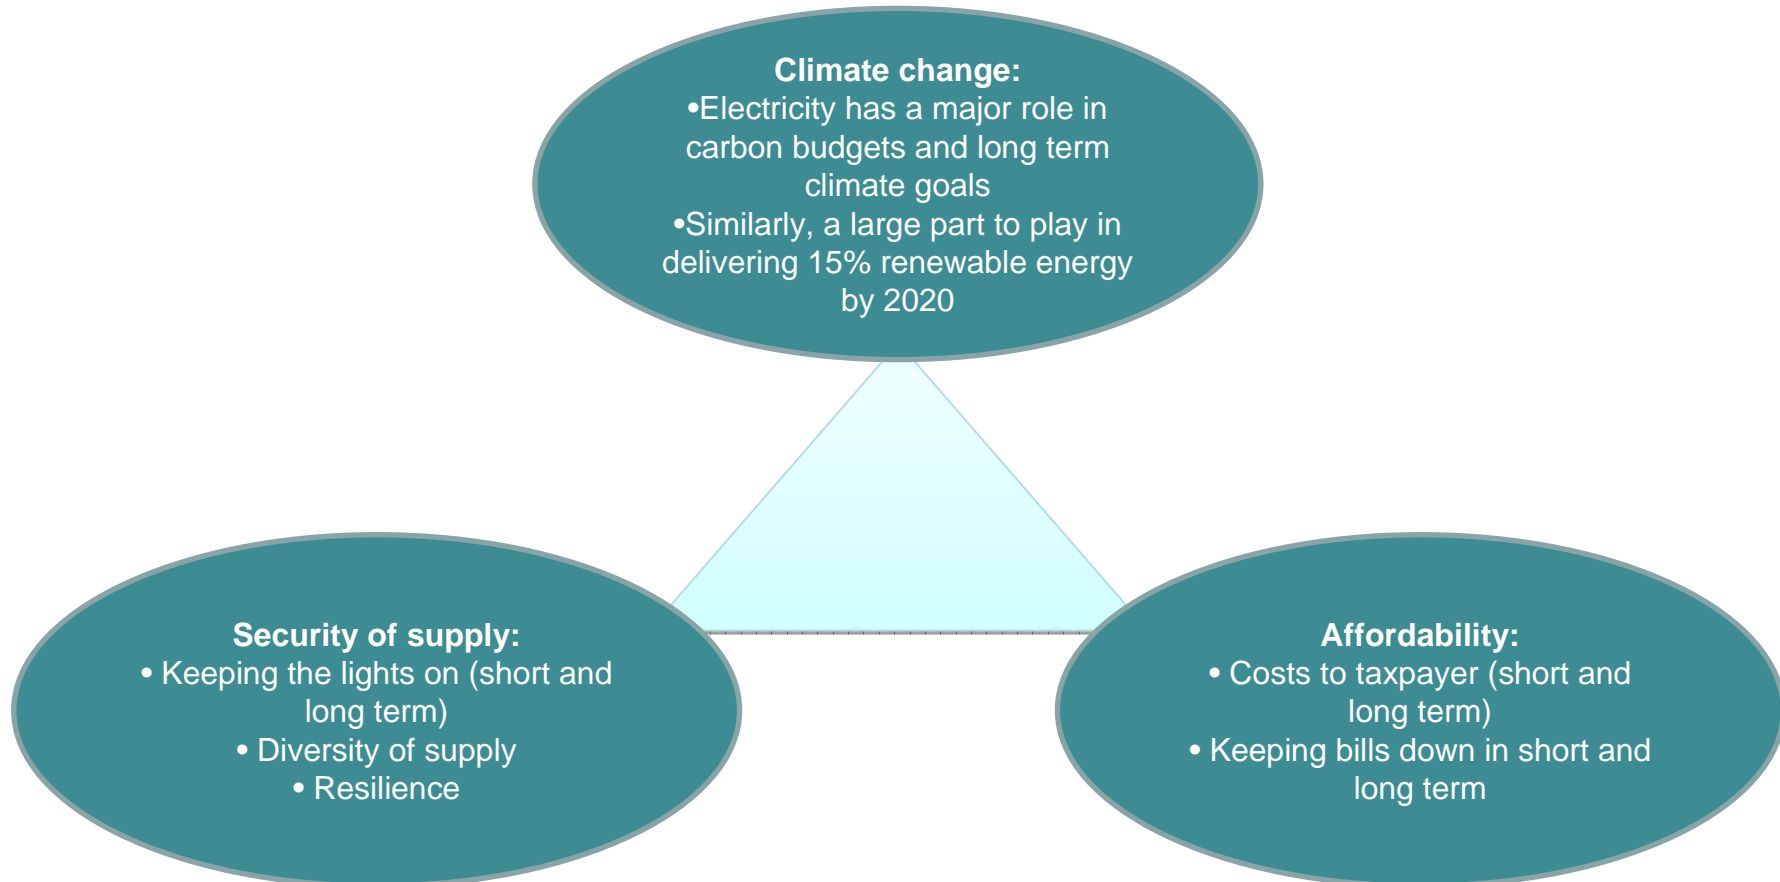 Climate change:
•Electricity has a major role in
carbon budgets and long term
climate goals
•Similarly, a large part to play in
delivering 15% renewable energy
by 2020
Security of supply:
• Keeping the lights on (short and
long term)
• Diversity of supply
• Resilience
Affordability:
• Costs to taxpayer (short and
long term)
• Keeping bills down in short and
long term